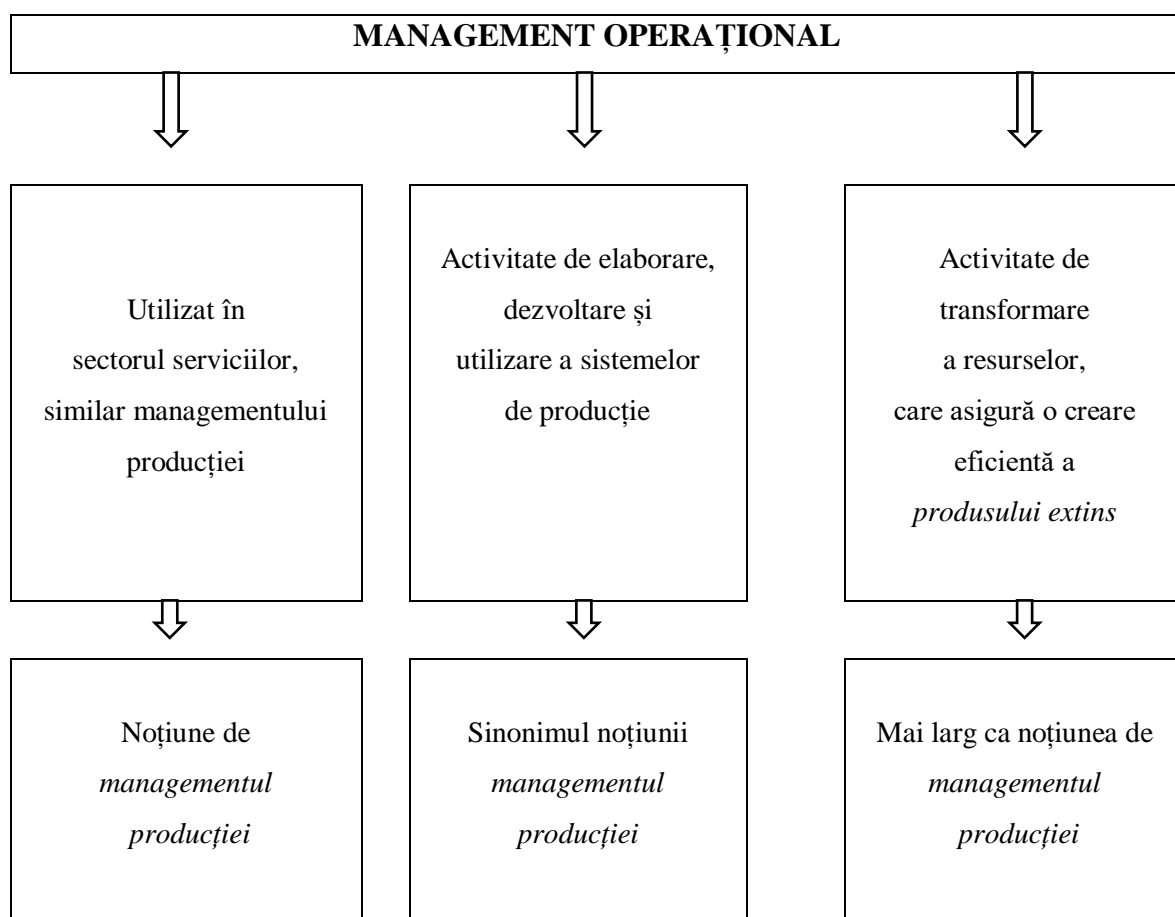 MANAGEMENT OPERAȚIONAL
Utilizat în
sectorul serviciilor,
similar managementului
producției
Activitate de elaborare,
dezvoltare și
utilizare a sistemelor
de producție
Activitate de
transformare
a resurselor,
care asigură o creare
eficientă a
produsului extins
Noțiune de
managementul
producției
Sinonimul noțiunii
managementul
producției
Mai larg ca noțiunea de
managementul
producției